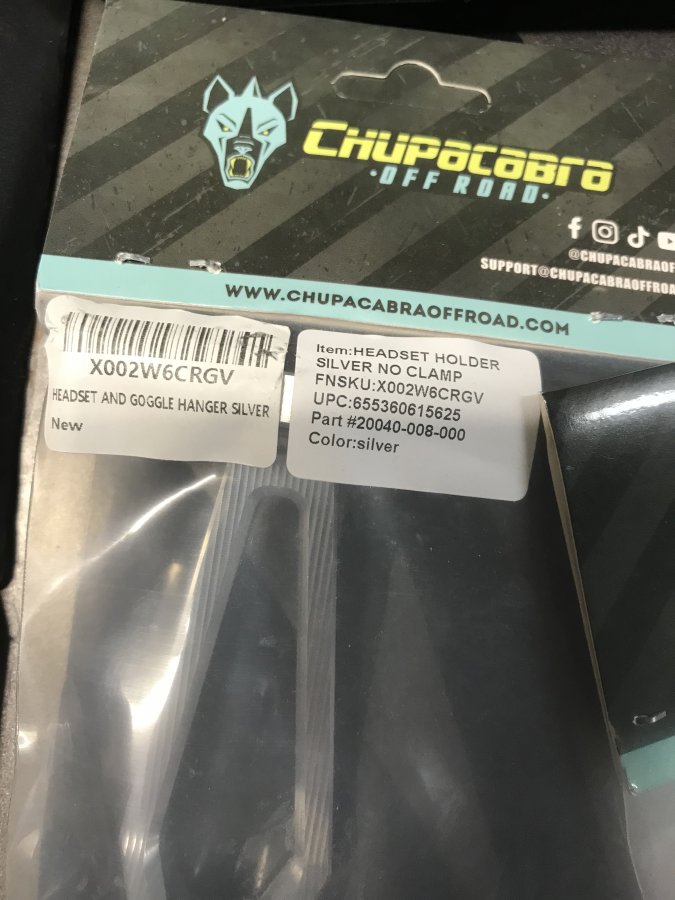 CHUPACABRA
·OFF ROAD·
@CHUPACABRAOF
SUPPORT@CHUPACABRAOFFROA
WWW.CHUPACABRAOFFROAD.COM
X002W6CRGV
HEADSET AND GOGGLE HANGER SILVER
New
Item:HEADSET HOLDER
SILVER NO CLAMP
FNSKU:X002W6CRGV
UPC:655360615625
Part #20040-008-000
Color:silver